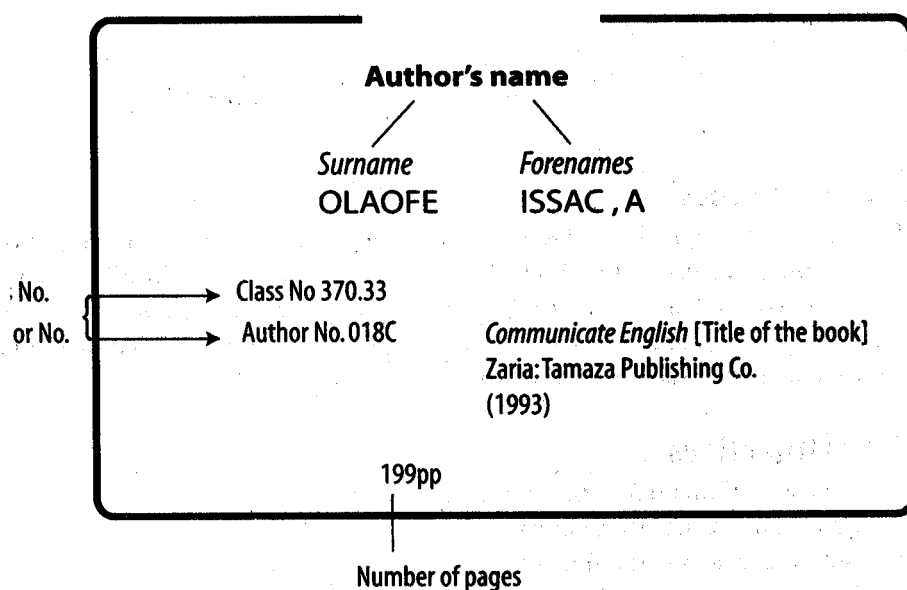 Author's name
Surname Forenames
OLAOFE ISSAC , A
No. Class No 370.33
or No. Author No. 018C Communicate English [Title of the book]
Zaria: Tamaza Publishing Co.
(1993)
199pp
Number of pages